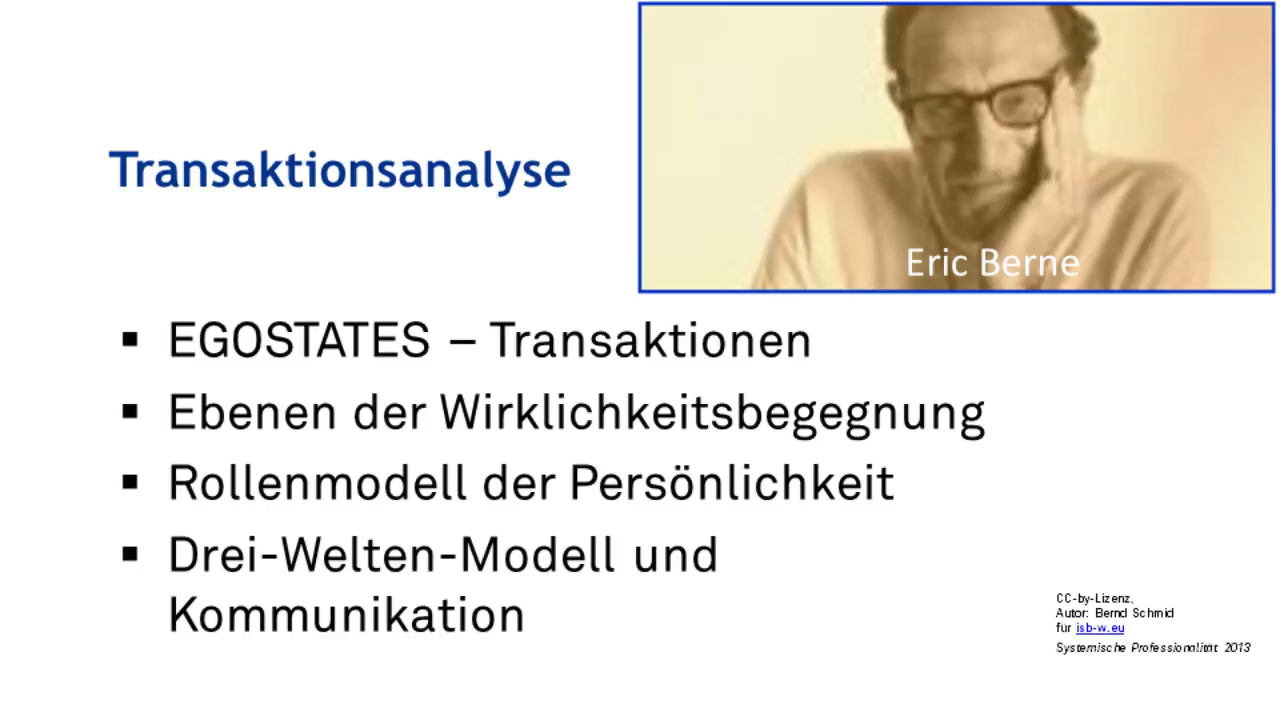 Transaktionsanalyse
Eric Berne
▪ EGOSTATES – Transaktionen
▪ Ebenen der Wirklichkeitsbegegnung
▪ Rollenmodell der Persönlichkeit
▪ Drei-Welten-Modell und
Kommunikation
CC-by-Lizenz,
Autor: Bernd Schmid
für isb-w.eu
Systemische Professionalität 2013